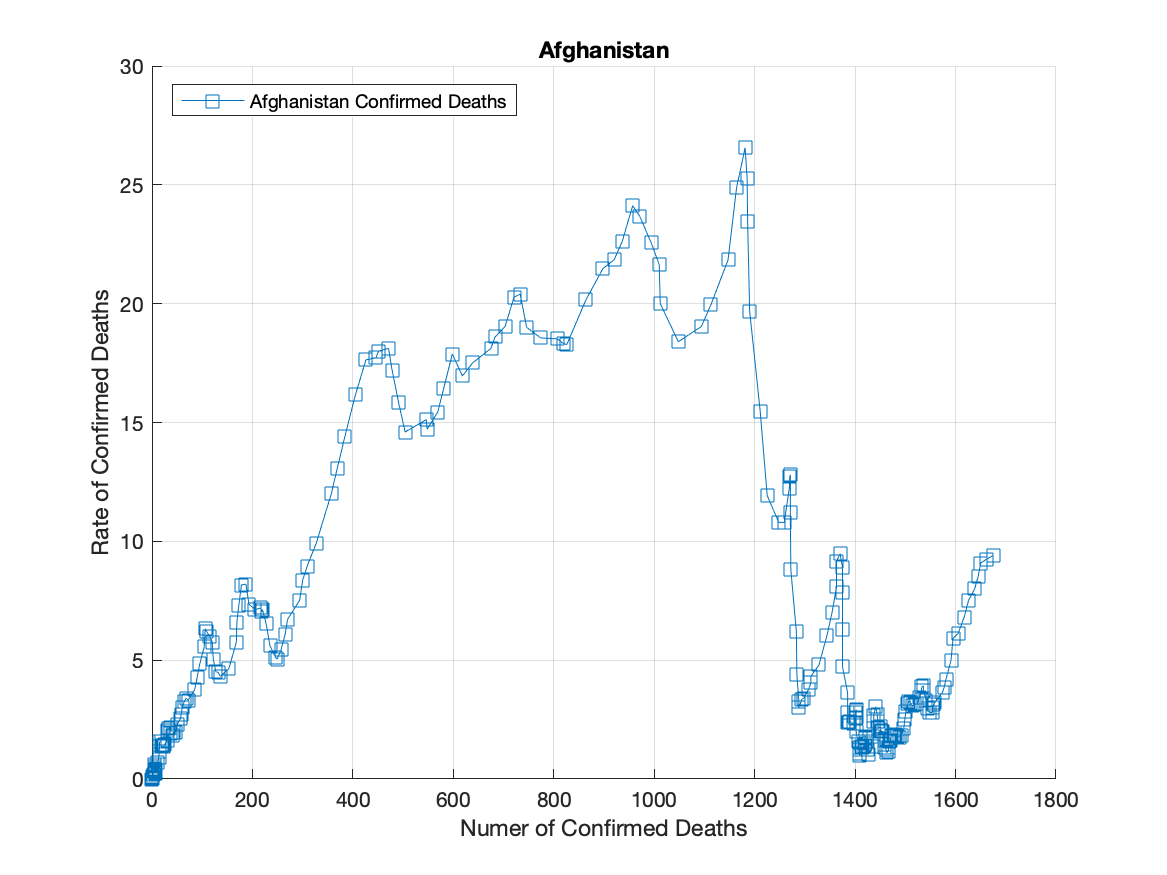 Afghanistan
Afghanistan Confirmed Deaths
30
25
20
15
10
5
0
Rate of Confirmed Deaths
0 200 400 600 800 1000 1200 1400 1600 1800
Numer of Confirmed Deaths